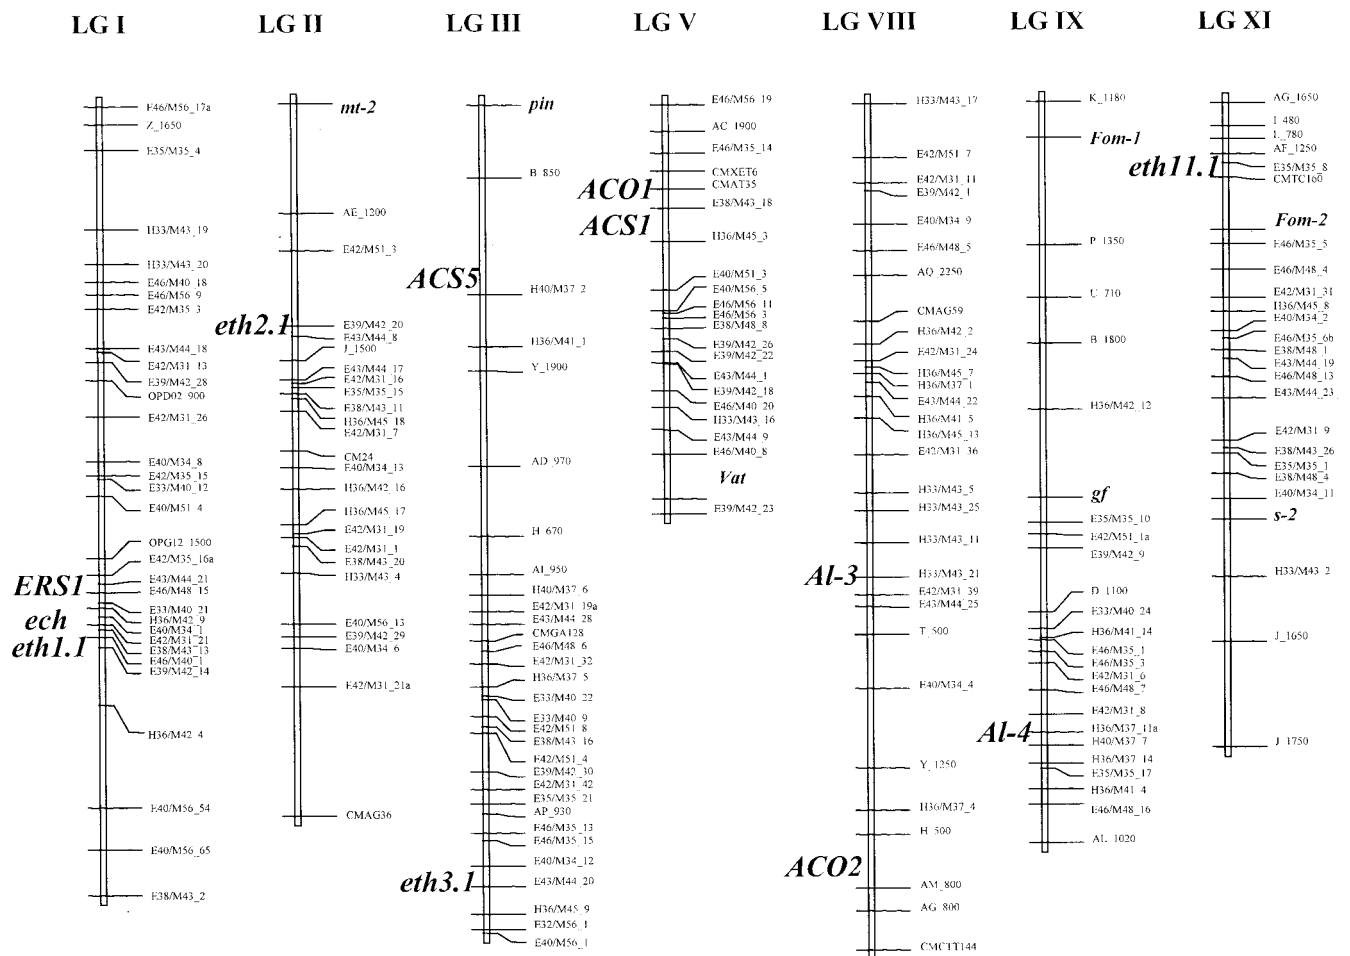 LG I
E46/M56_17a
Z_1650
E35/M35_4
H33/M43_19
H33/M43_20
E46/M40_18
E46/M56_9
E42/M35_3
E43/M44_18
E42/M31_13
E39/M42_28
OPD02_900
E42/M31_26
E40/M34_8
E42/M35_15
E33/M40_12
E40/M51_4
OPG12_1500
E42/M35_16a
E43/M44_21
ERS1
E46/M48_15
E33/M40_21
H36/M42_9
ech
E40/M34_1
E42/M31_21
eth1.1
E38/M43_13
E46/M40_1
E39/M42_14
H36/M42_4
E40/M56_54
E40/M56_65
E38/M43_2
LG II
mt-2
AE_1200
E42/M51_3
eth2.1
E39/M42_20
E43/M44_8
J_1500
E43/M44_17
E42/M31_16
E35/M35_15
E38/M43_11
H36/M45_18
E42/M31_7
CM24
E40/M34_13
H36/M42_16
H36/M45_17
E42/M31_19
E42/M31_1
E38/M43_20
H33/M43_4
E40/M56_13
E39/M42_29
E40/M34_6
E42/M31_21a
CMAG36
LG III
pin
B_850
ACS5
H40/M37_2
H36/M41_1
Y_1900
AD_970
H_670
AI_950
H40/M37_6
E42/M31_19a
E43/M44_28
CMGA128
E46/M48_6
E42/M31_32
H36/M37_5
E33/M40_22
E33/M40_9
E42/M51_8
E38/M43_16
E42/M51_4
E39/M42_30
E42/M31_42
E35/M35_21
AP_930
E46/M35_13
E46/M35_15
E40/M34_12
eth3.1
E43/M44_20
H36/M45_9
E32/M56_1
E40/M56_1
LG V
E46/M56_19
AC_1900
E46/M35_14
CMXET6
ACO1
CMAT35
E38/M43_18
ACS1
H36/M45_3
E40/M51_3
E40/M56_5
E46/M56_11
E46/M56_3
E38/M48_8
E39/M42_26
E39/M42_22
E43/M44_1
E39/M42_18
E46/M40_20
H33/M43_16
E43/M44_9
E46/M40_8
Vat
E39/M42_23
LG VIII
H33/M43_17
E42/M51_7
E42/M31_11
E39/M42_1
E40/M34_9
E46/M48_5
AQ_2250
CMAG59
H36/M42_2
E42/M31_24
H36/M45_7
H36/M37_1
E43/M44_22
H36/M41_5
H36/M45_13
E42/M31_36
H33/M43_5
H33/M43_25
H33/M43_11
Al-3
H33/M43_21
E42/M31_39
E43/M44_25
T_500
E40/M34_4
Y_1250
H36/M37_4
H_500
ACO2
AM_800
AG_800
CMCTT144
LG IX
K_1180
Fom-1
P_1350
U_710
B_1800
H36/M42_12
gf
E35/M35_10
E42/M51_1a
E39/M42_9
D_1100
E33/M40_24
H36/M41_14
E46/M35_1
E46/M35_3
E42/M31_6
E46/M48_7
E42/M31_8
Al-4
H36/M37_11a
H40/M37_7
H36/M37_14
E35/M35_17
H36/M41_4
E46/M48_16
AL_1020
LG XI
AG_1650
I_480
L_780
AF_1250
eth11.1
E35/M35_8
CMTC160
Fom-2
E46/M35_5
E46/M48_4
E42/M31_31
H36/M45_8
E40/M34_2
E46/M35_6b
E38/M48_1
E43/M44_19
E46/M48_13
E43/M44_23
E42/M31_9
E38/M43_26
E35/M35_1
E38/M48_4
E40/M34_11
s-2
H33/M43_2
J_1650
J_1750